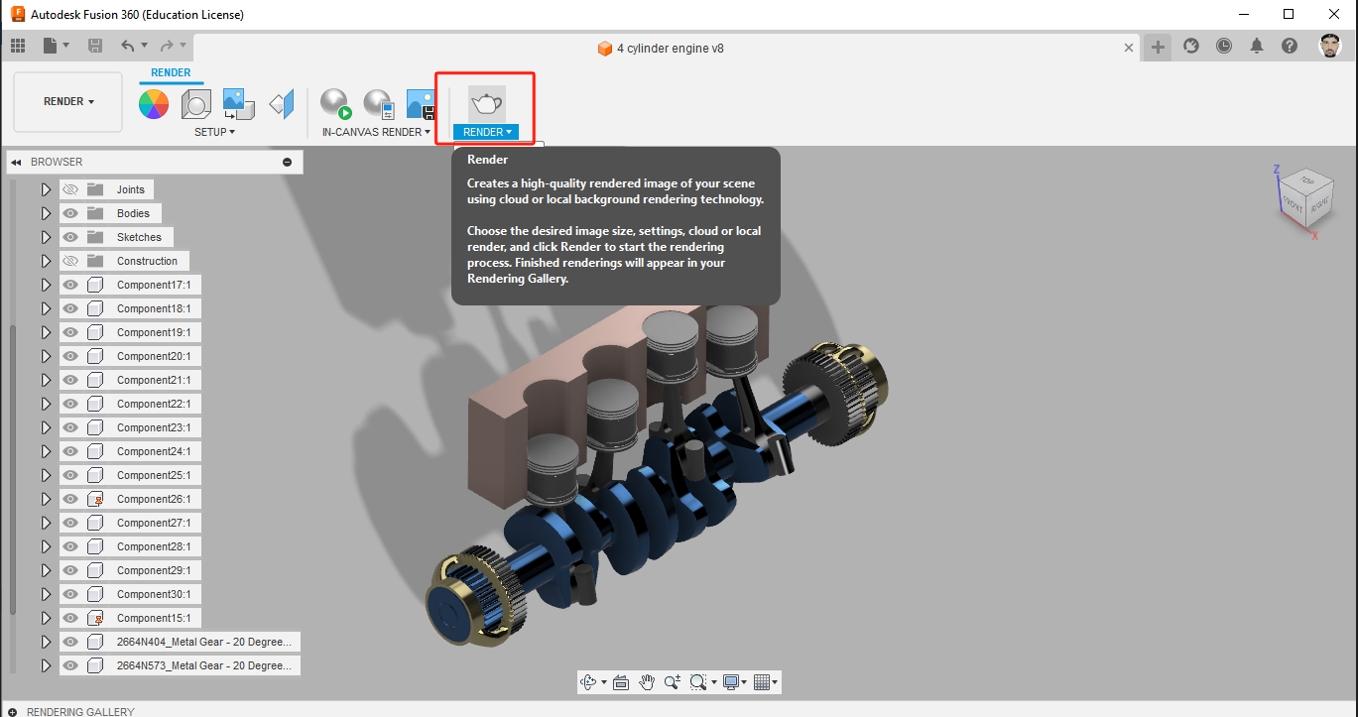 Autodesk Fusion 360 (Education License)
4 cylinder engine v8
RENDER
RENDER
SETUP
IN-CANVAS RENDER
RENDER
BROWSER
Render
Creates a high-quality rendered image of your scene
using cloud or local background rendering technology.
Choose the desired image size, settings, cloud or local
render, and click Render to start the rendering
process. Finished renderings will appear in your
Rendering Gallery.
Joints
Bodies
Sketches
Construction
Component17:1
Component18:1
Component19:1
Component20:1
Component21:1
Component22:1
Component23:1
Component24:1
Component25:1
Component26:1
Component27:1
Component28:1
Component29:1
Component30:1
Component15:1
2664N404_Metal Gear - 20 Degree...
2664N573_Metal Gear - 20 Degree...
Z
TOP
FRONT
RIGHT
X
RENDERING GALLERY